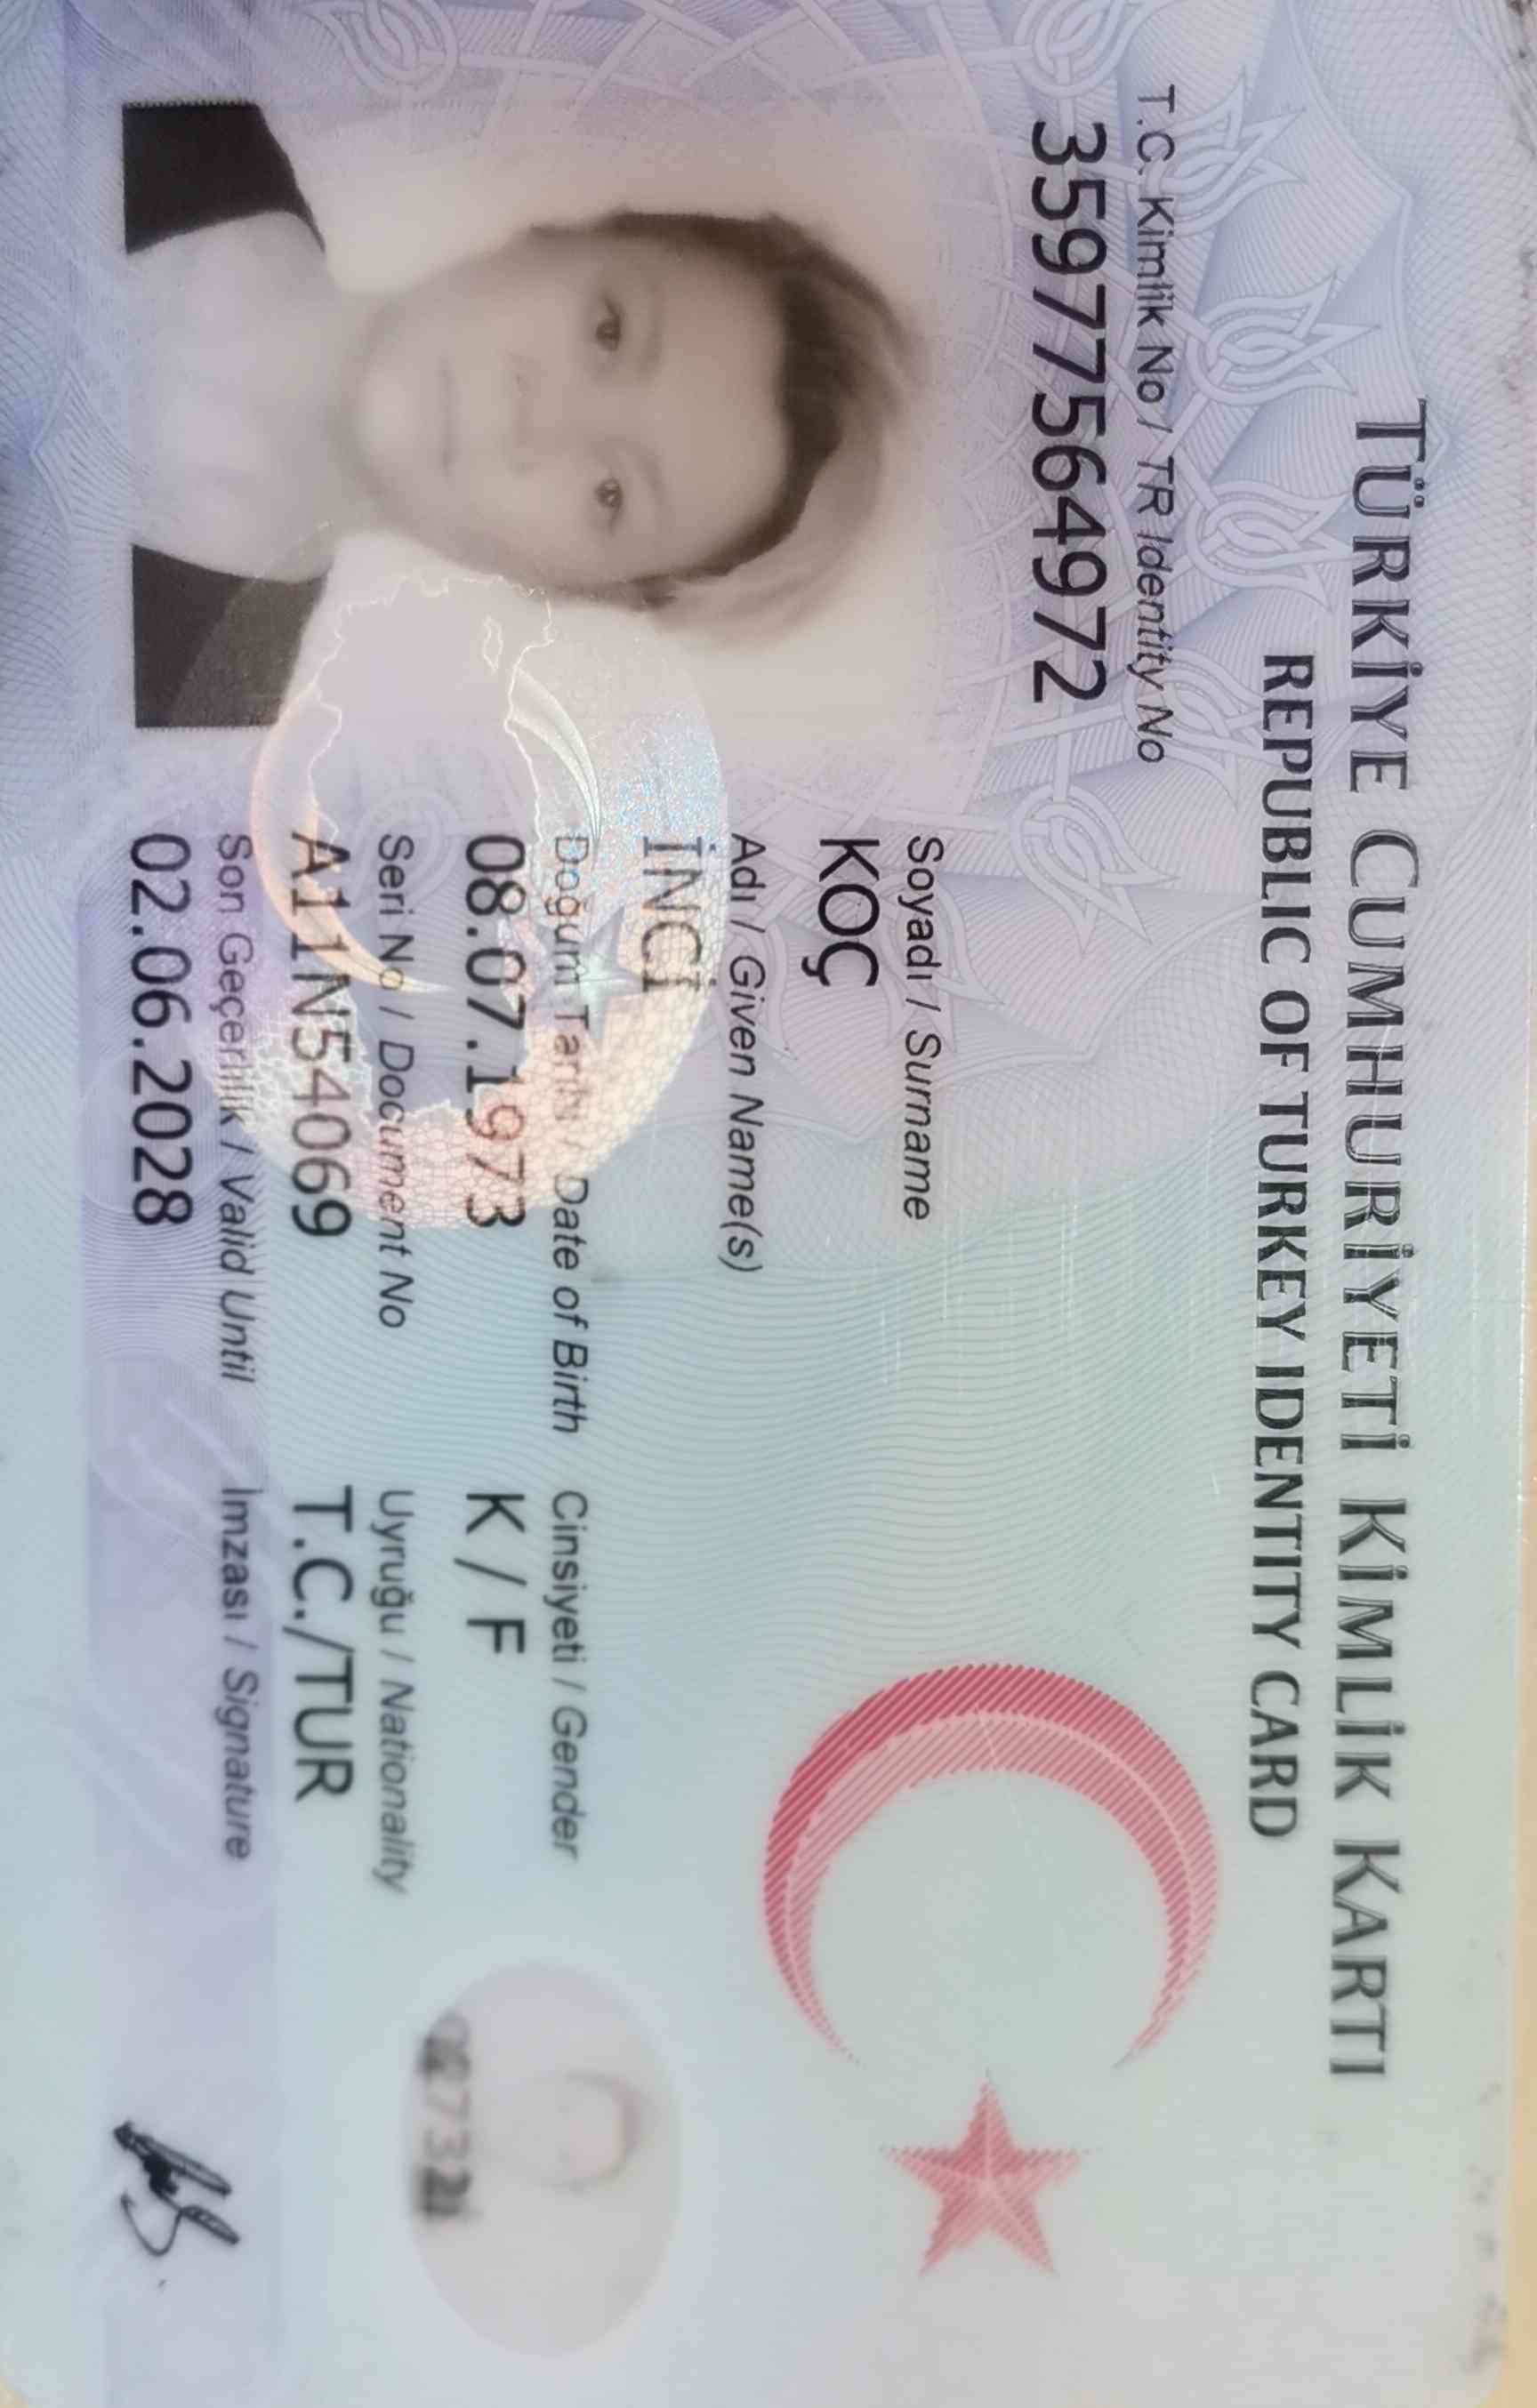 TÜRKİYE CUMHURİYETİ KİMLİK KARTI
REPUBLIC OF TURKEY IDENTITY CARD
T.C. Kimlik No / TR Identity No
35977564972
Soyadı / Surname
KOÇ
Adı / Given Name(s)
İNCİ
Doğum Tarihi / Date of Birth
08.07.1973
Cinsiyeti / Gender
K / F
Seri No / Document No
A11N54069
Uyruğu / Nationality
T.C./TUR
Son Geçerlilik / Valid Until
02.06.2028
İmzası / Signature